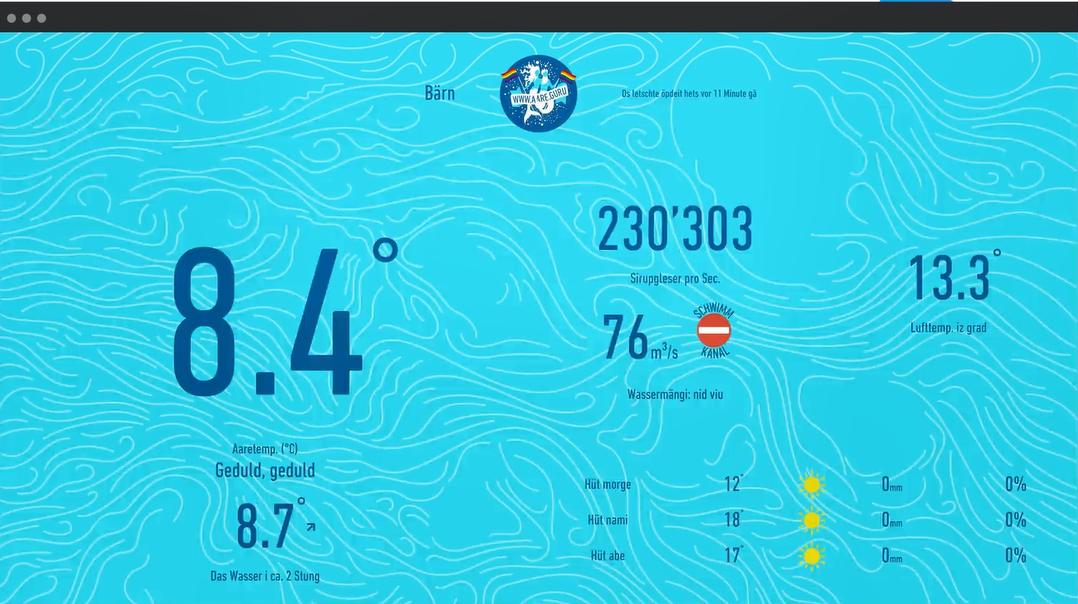 Bärn
WWW.AARE.GURU
Os letschte öpdeit hets vor 11 Minute gä
8.4°
Aaretemp. (°C)
Geduld, geduld
8.7°
Das Wasser i ca. 2 Stung
230’303
Sirupgleser pro Sec.
76 m³/s
SCHWIMM
KANAL
Wassermängi: nid viu
13.3°
Lufttemp. iz grad
Hüt morge 12° 0mm 0%
Hüt nami 18° 0mm 0%
Hüt abe 17° 0mm 0%